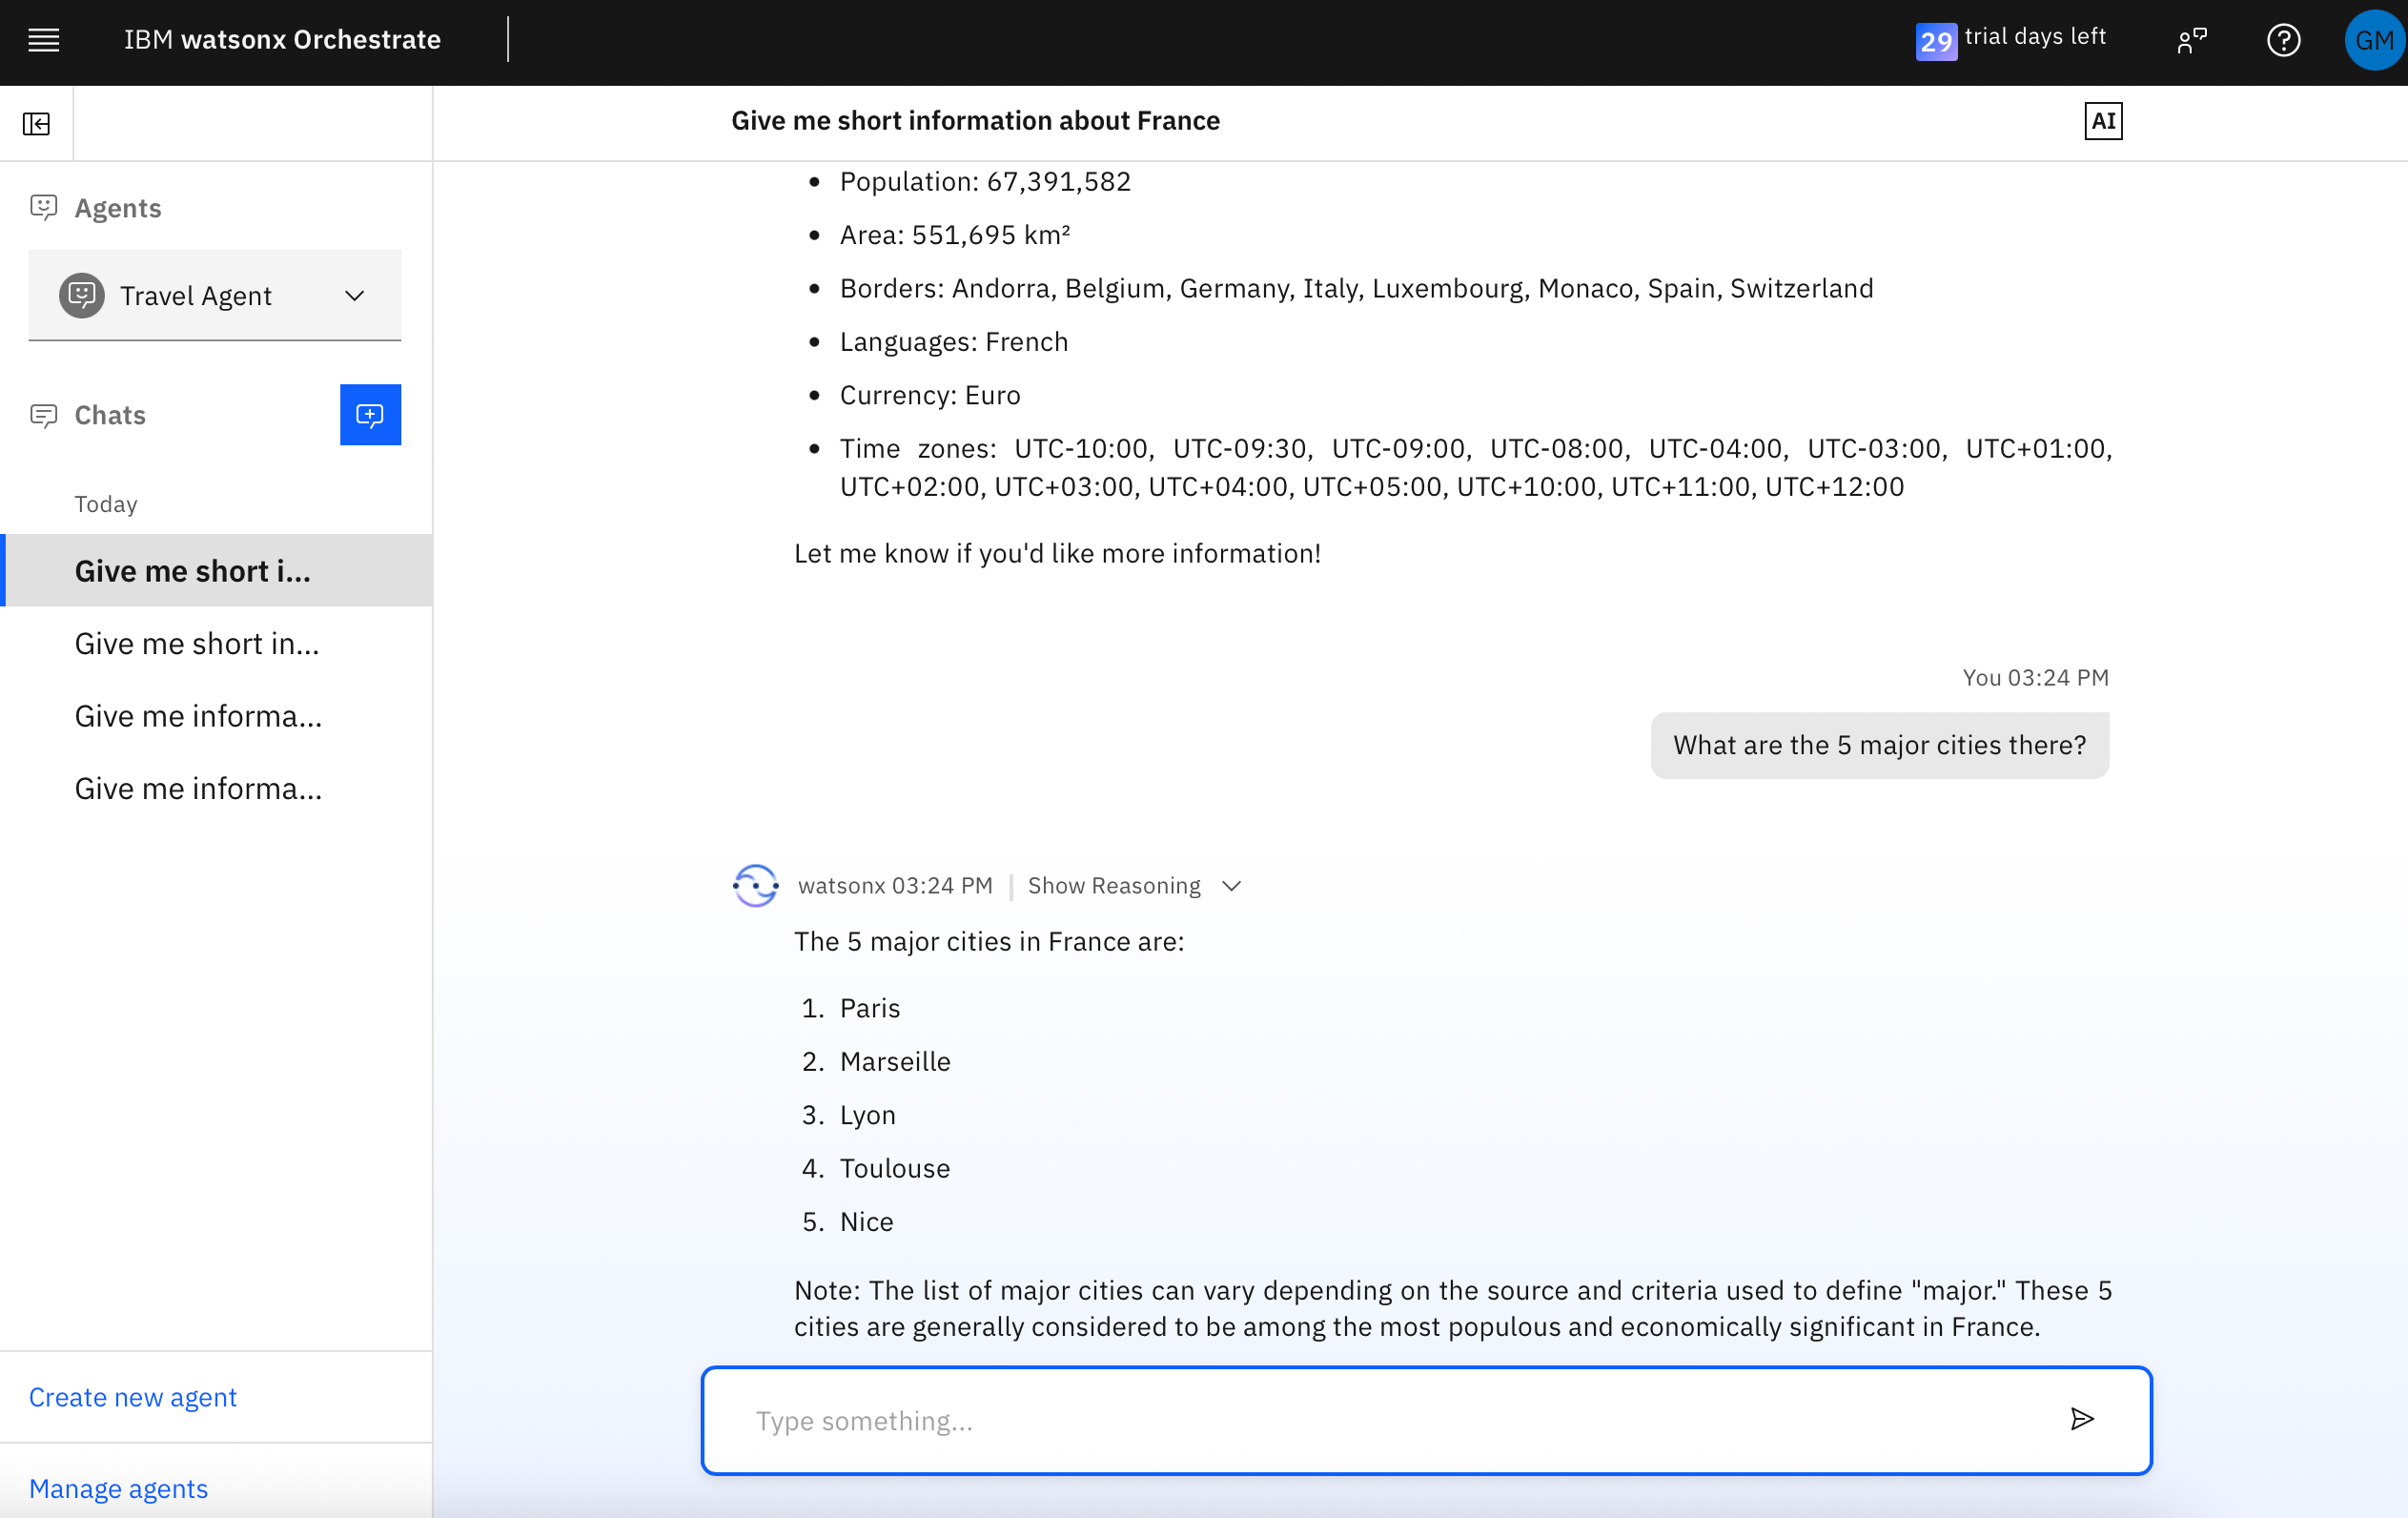 IBM watsonx Orchestrate
29 trial days left
GM
Give me short information about France
AI
Agents
Travel Agent
Chats
Today
Give me short i...
Give me short in...
Give me informa...
Give me informa...
Create new agent
Manage agents
• Population: 67,391,582
• Area: 551,695 km²
• Borders: Andorra, Belgium, Germany, Italy, Luxembourg, Monaco, Spain, Switzerland
• Languages: French
• Currency: Euro
• Time zones: UTC-10:00, UTC-09:30, UTC-09:00, UTC-08:00, UTC-04:00, UTC-03:00, UTC+01:00,
UTC+02:00, UTC+03:00, UTC+04:00, UTC+05:00, UTC+10:00, UTC+11:00, UTC+12:00
Let me know if you'd like more information!
You 03:24 PM
What are the 5 major cities there?
watsonx 03:24 PM | Show Reasoning
The 5 major cities in France are:
1. Paris
2. Marseille
3. Lyon
4. Toulouse
5. Nice
Note: The list of major cities can vary depending on the source and criteria used to define "major." These 5
cities are generally considered to be among the most populous and economically significant in France.
Type something...